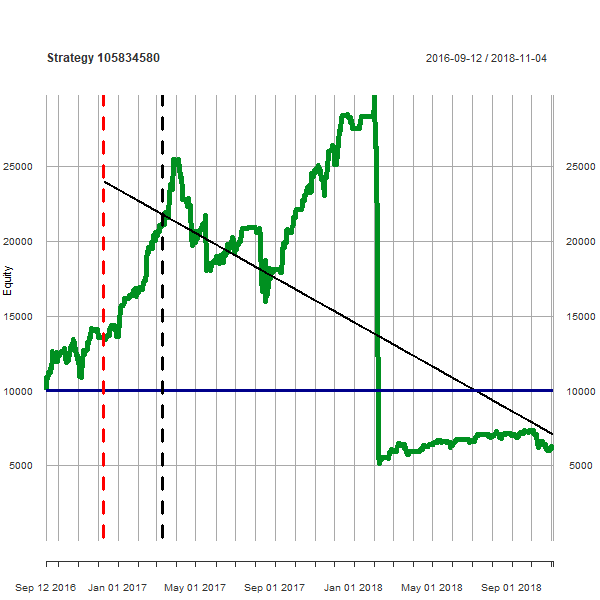 Strategy 105834580
2016-09-12 / 2018-11-04
Equity
25000
25000
20000
20000
15000
15000
10000
10000
5000
5000
Sep 12 2016
Jan 01 2017
May 01 2017
Sep 01 2017
Jan 01 2018
May 01 2018
Sep 01 2018